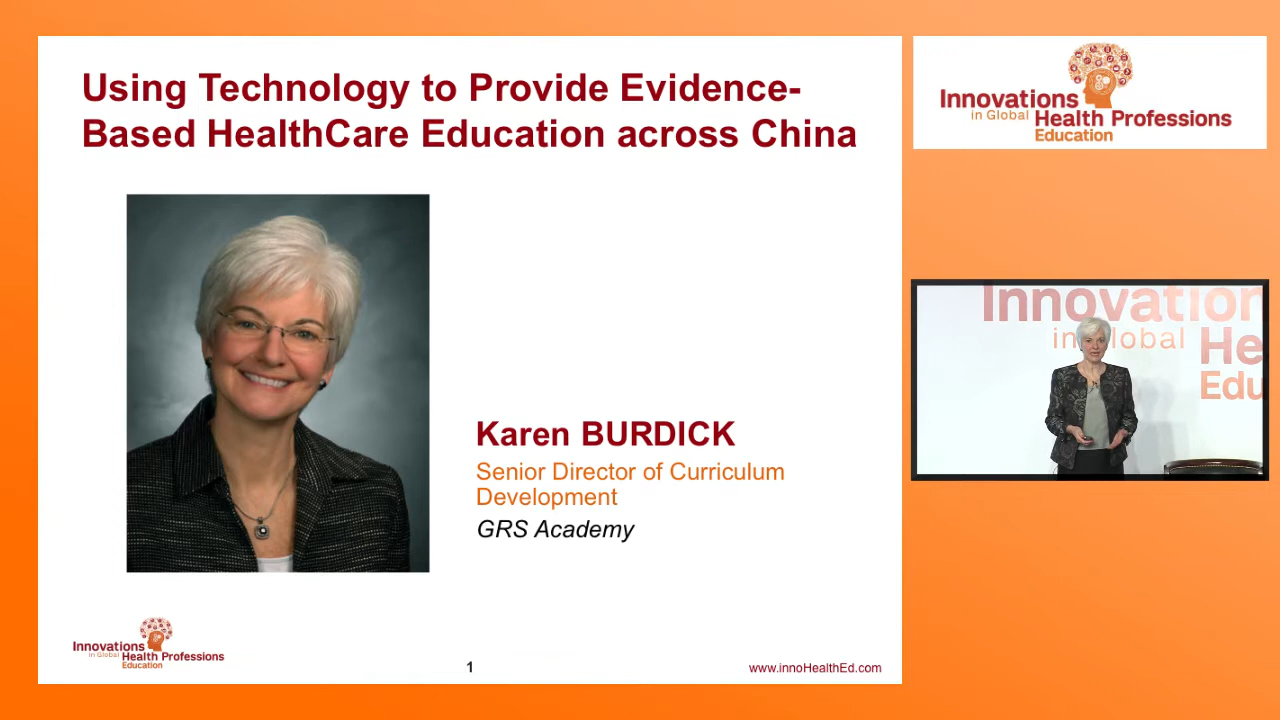 Using Technology to Provide Evidence-
Based HealthCare Education across China
Karen BURDICK
Senior Director of Curriculum
Development
GRS Academy
Innovations
in Global Health Professions
Education
1
www.innoHealthEd.com
Innovations
in Global Health Professions
Education
Innovation
in Global
He
Edu